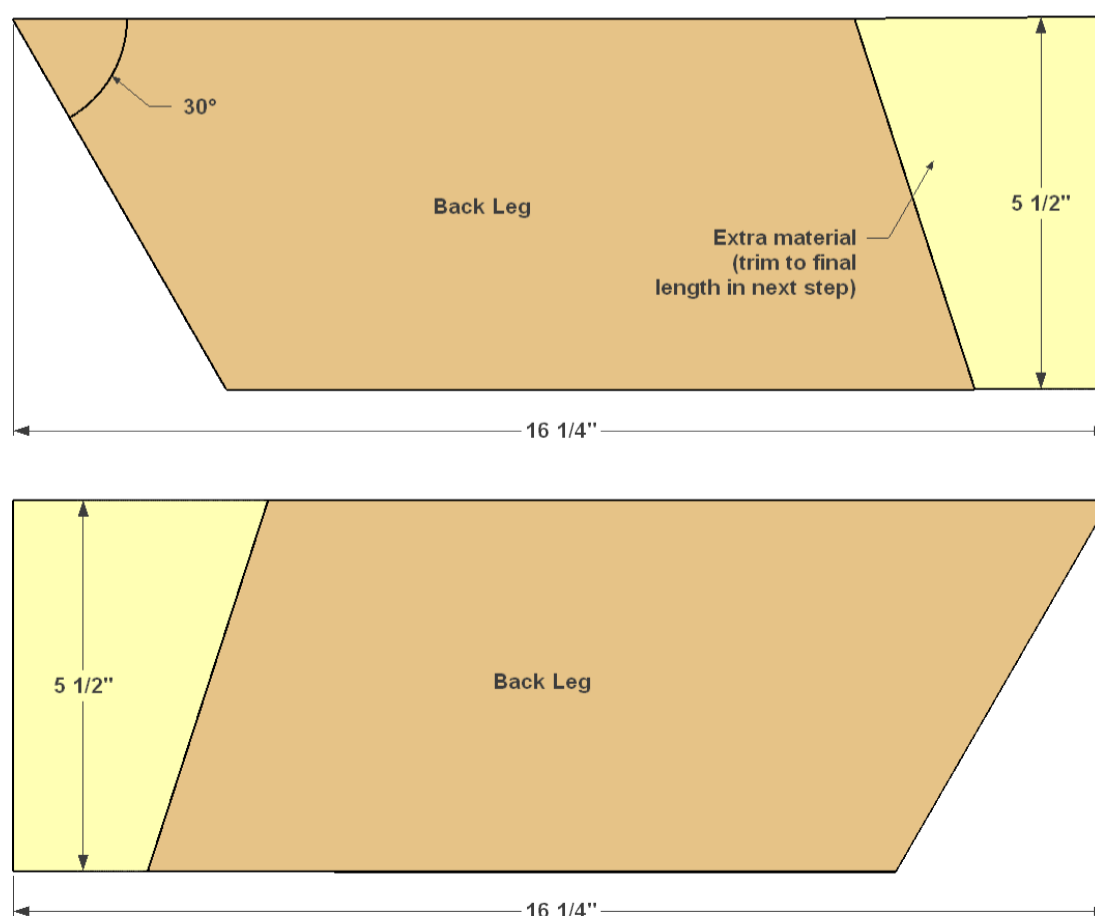 30°
Back Leg
5 1/2"
Extra material
(trim to final
length in next step)
16 1/4"
5 1/2"
Back Leg
16 1/4"